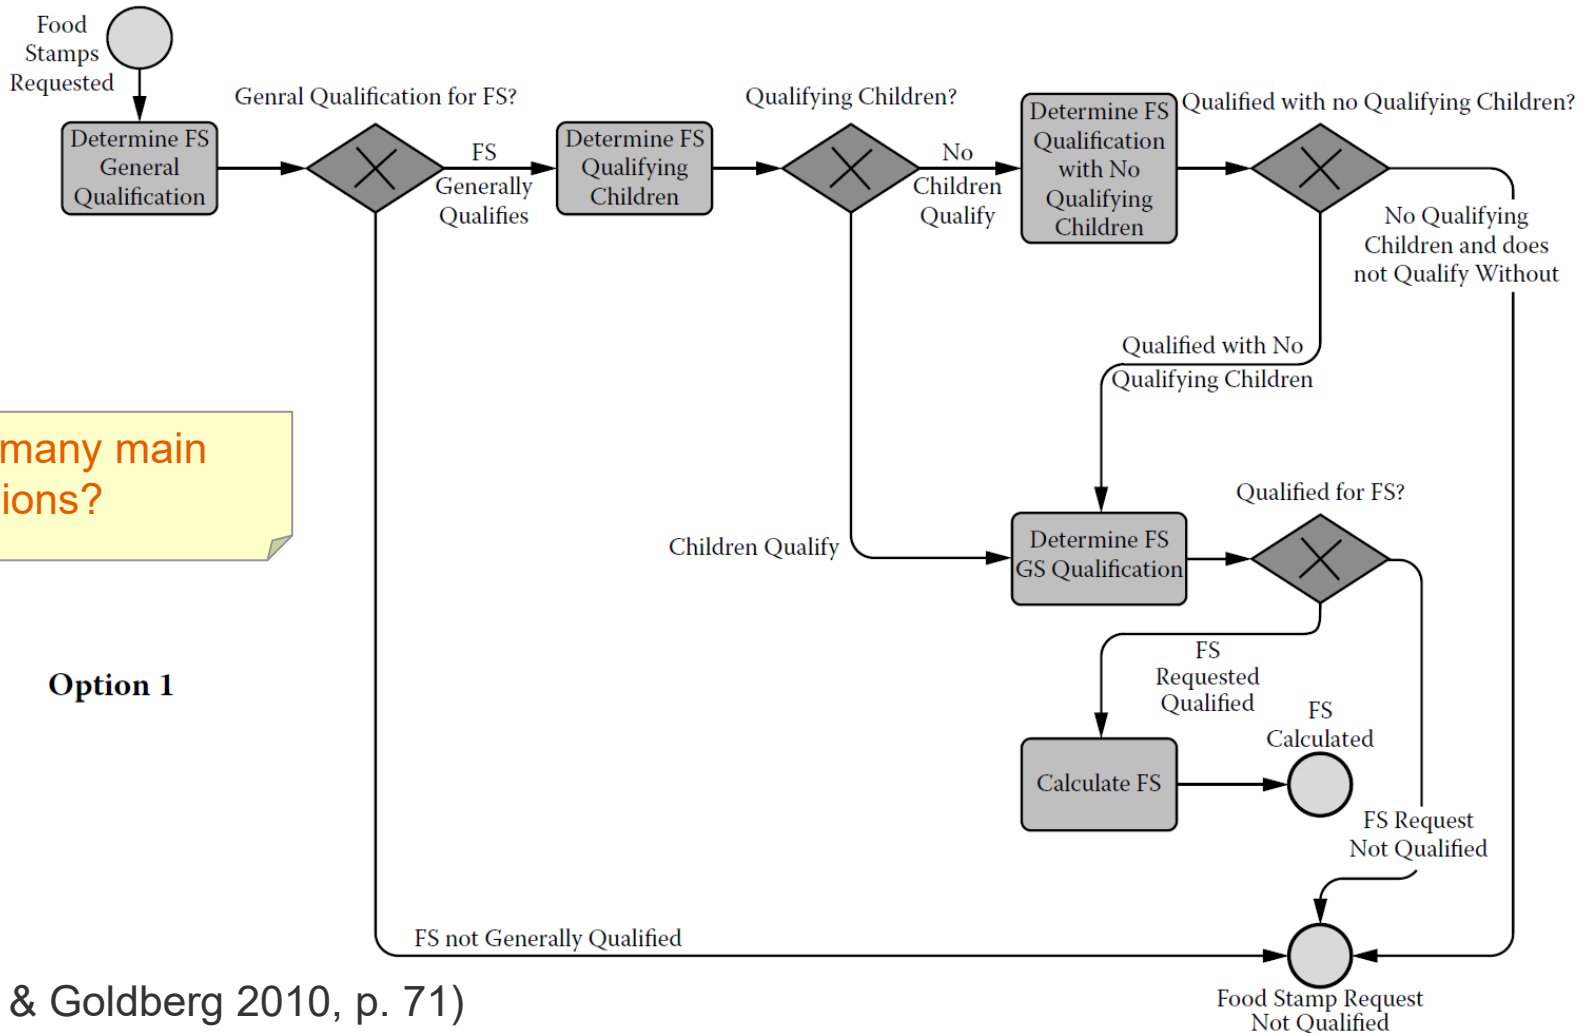 Food
Stamps
Requested
Determine FS
General
Qualification
Genral Qualification for FS?
FS
Generally
Qualifies
Determine FS
Qualifying
Children
Qualifying Children?
No
Children
Qualify
Determine FS
Qualification
with No
Qualifying
Children
Qualified with no Qualifying Children?
No Qualifying
Children and does
not Qualify Without
Qualified with No
Qualifying Children
many main
ions?
Children Qualify
Determine FS
GS Qualification
Qualified for FS?
Option 1
FS
Requested
Qualified
FS
Calculated
Calculate FS
FS Request
Not Qualified
FS not Generally Qualified
Food Stamp Request
Not Qualified
& Goldberg 2010, p. 71)